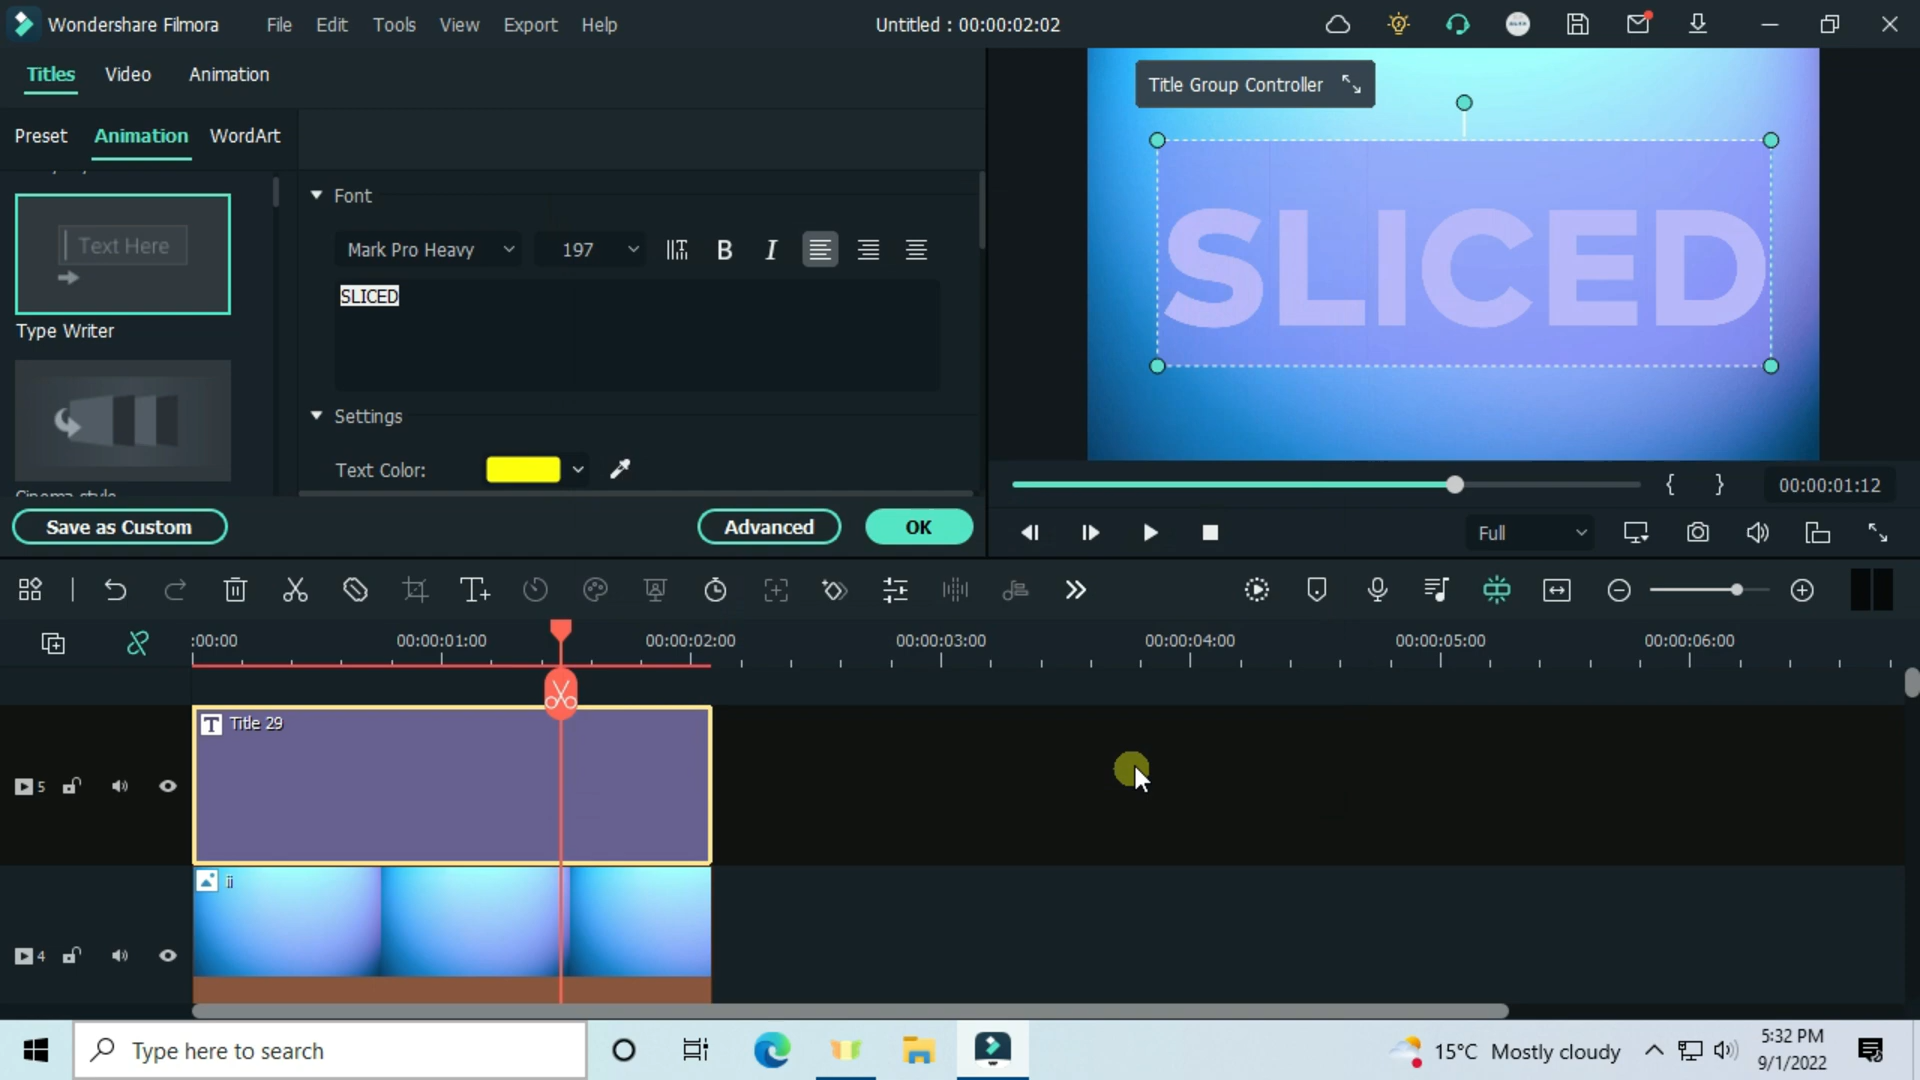 Wondershare Filmora File Edit Tools View Export Help Untitled : 00:00:02:02
Titles Video Animation
Preset Animation WordArt
Text Here
Type Writer
Cinema style
Font
Mark Pro Heavy 197 B I
SLICED
Settings
Text Color:
Save as Custom Advanced OK
Title Group Controller
SLICED
{ } 00:00:01:12
Full
:00:00 00:00:01:00 00:00:02:00 00:00:03:00 00:00:04:00 00:00:05:00 00:00:06:00
T Title 29
5
ii
4
Type here to search
15°C Mostly cloudy
5:32 PM
9/1/2022